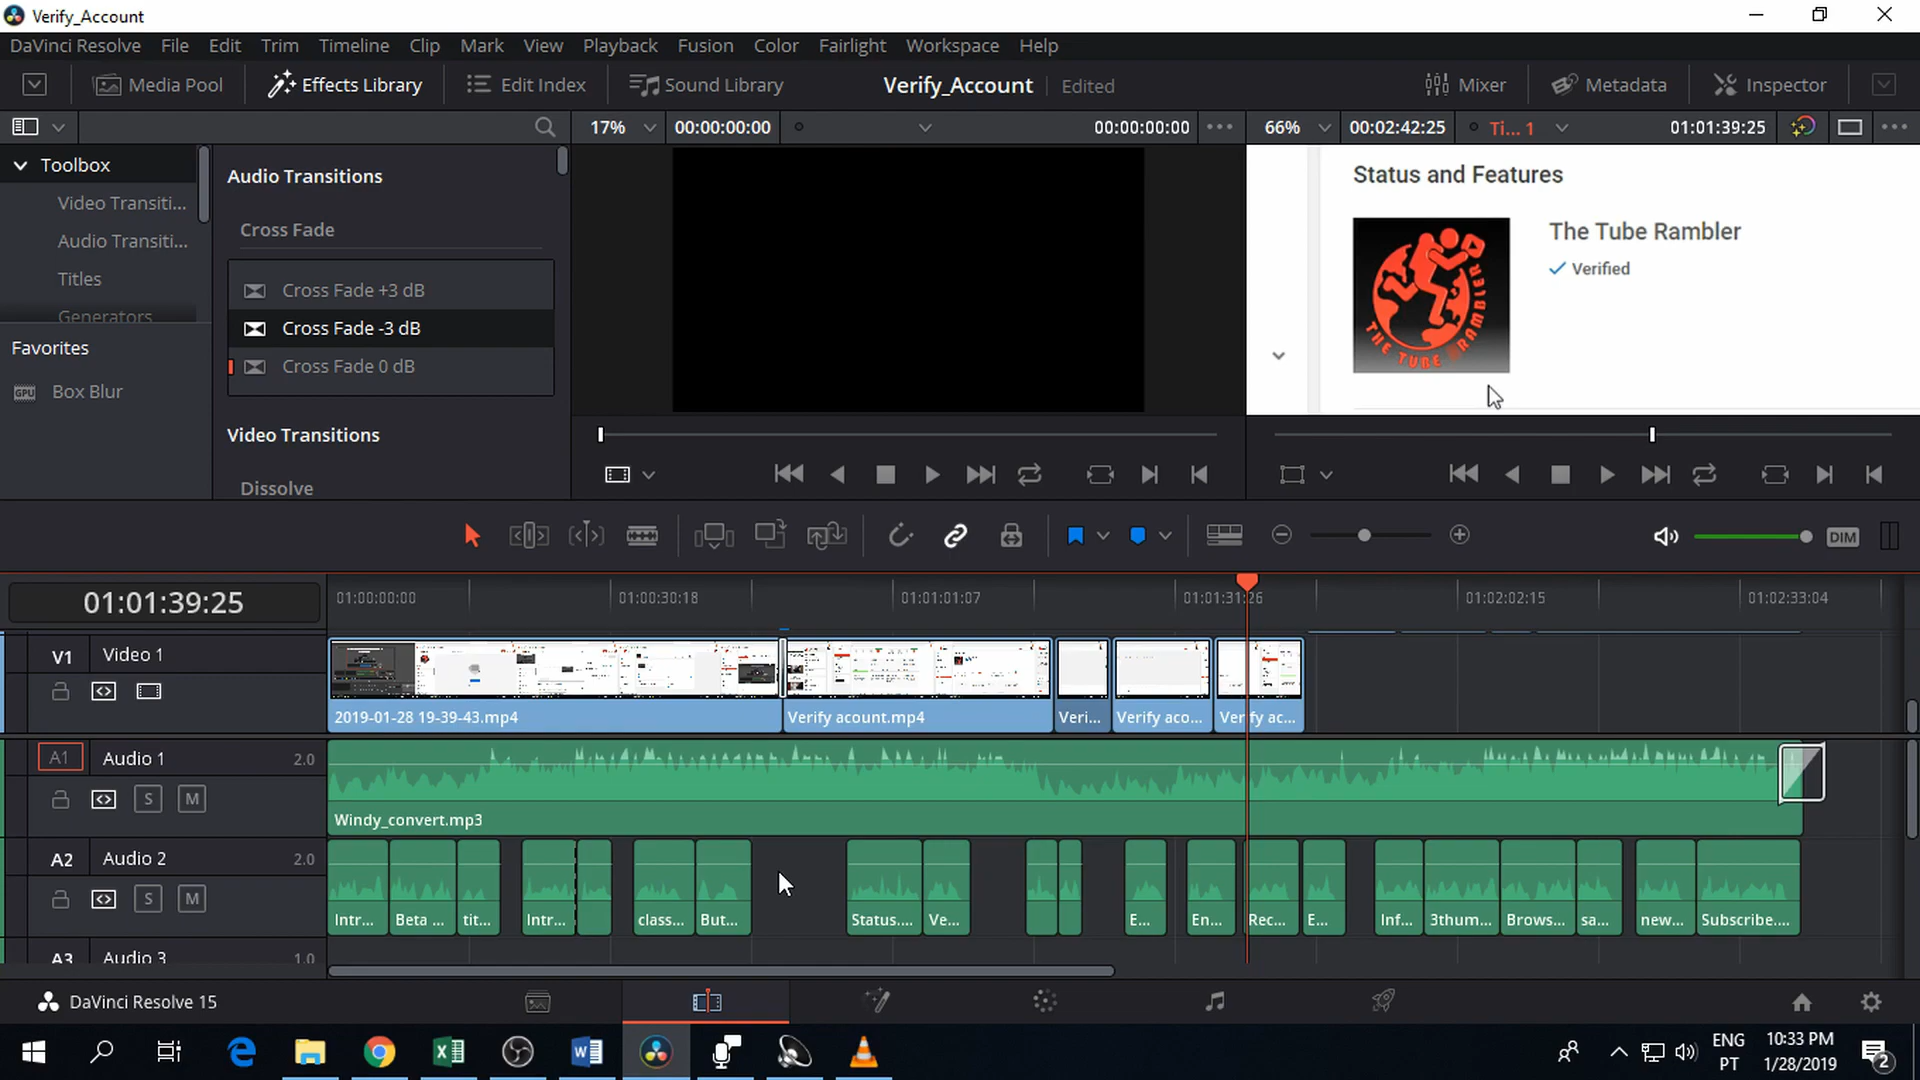 Verify_Account
DaVinci Resolve File Edit Trim Timeline Clip Mark View Playback Fusion Color Fairlight Workspace Help
Media Pool Effects Library Edit Index Sound Library Verify_Account Edited Mixer Metadata Inspector
17% 00:00:00:00 00:00:00:00 66% 00:02:42:25 Ti... 1 01:01:39:25
Toolbox
Video Transiti...
Audio Transiti...
Titles
Generators
Favorites
Box Blur
Audio Transitions
Cross Fade
Cross Fade +3 dB
Cross Fade -3 dB
Cross Fade 0 dB
Video Transitions
Dissolve
Status and Features
The Tube Rambler
Verified
THE TUBE RAMBLER
DIM
01:01:39:25
01:00:00:00 01:00:30:18 01:01:01:07 01:01:31:26 01:02:02:15 01:02:33:04
V1 Video 1
2019-01-28 19-39-43.mp4 Verify acount.mp4 Veri... Verify aco... Verify ac...
A1 Audio 1 2.0
S M
Windy_convert.mp3
A2 Audio 2 2.0
S M
Intr... Beta ... tit... Intr... class... But... Status.... Ve... E... En... Rec... E... Inf... 3thum... Brows... sa... new... Subscribe....
A3 Audio 3 1.0
DaVinci Resolve 15
ENG 10:33 PM
PT 1/28/2019
2